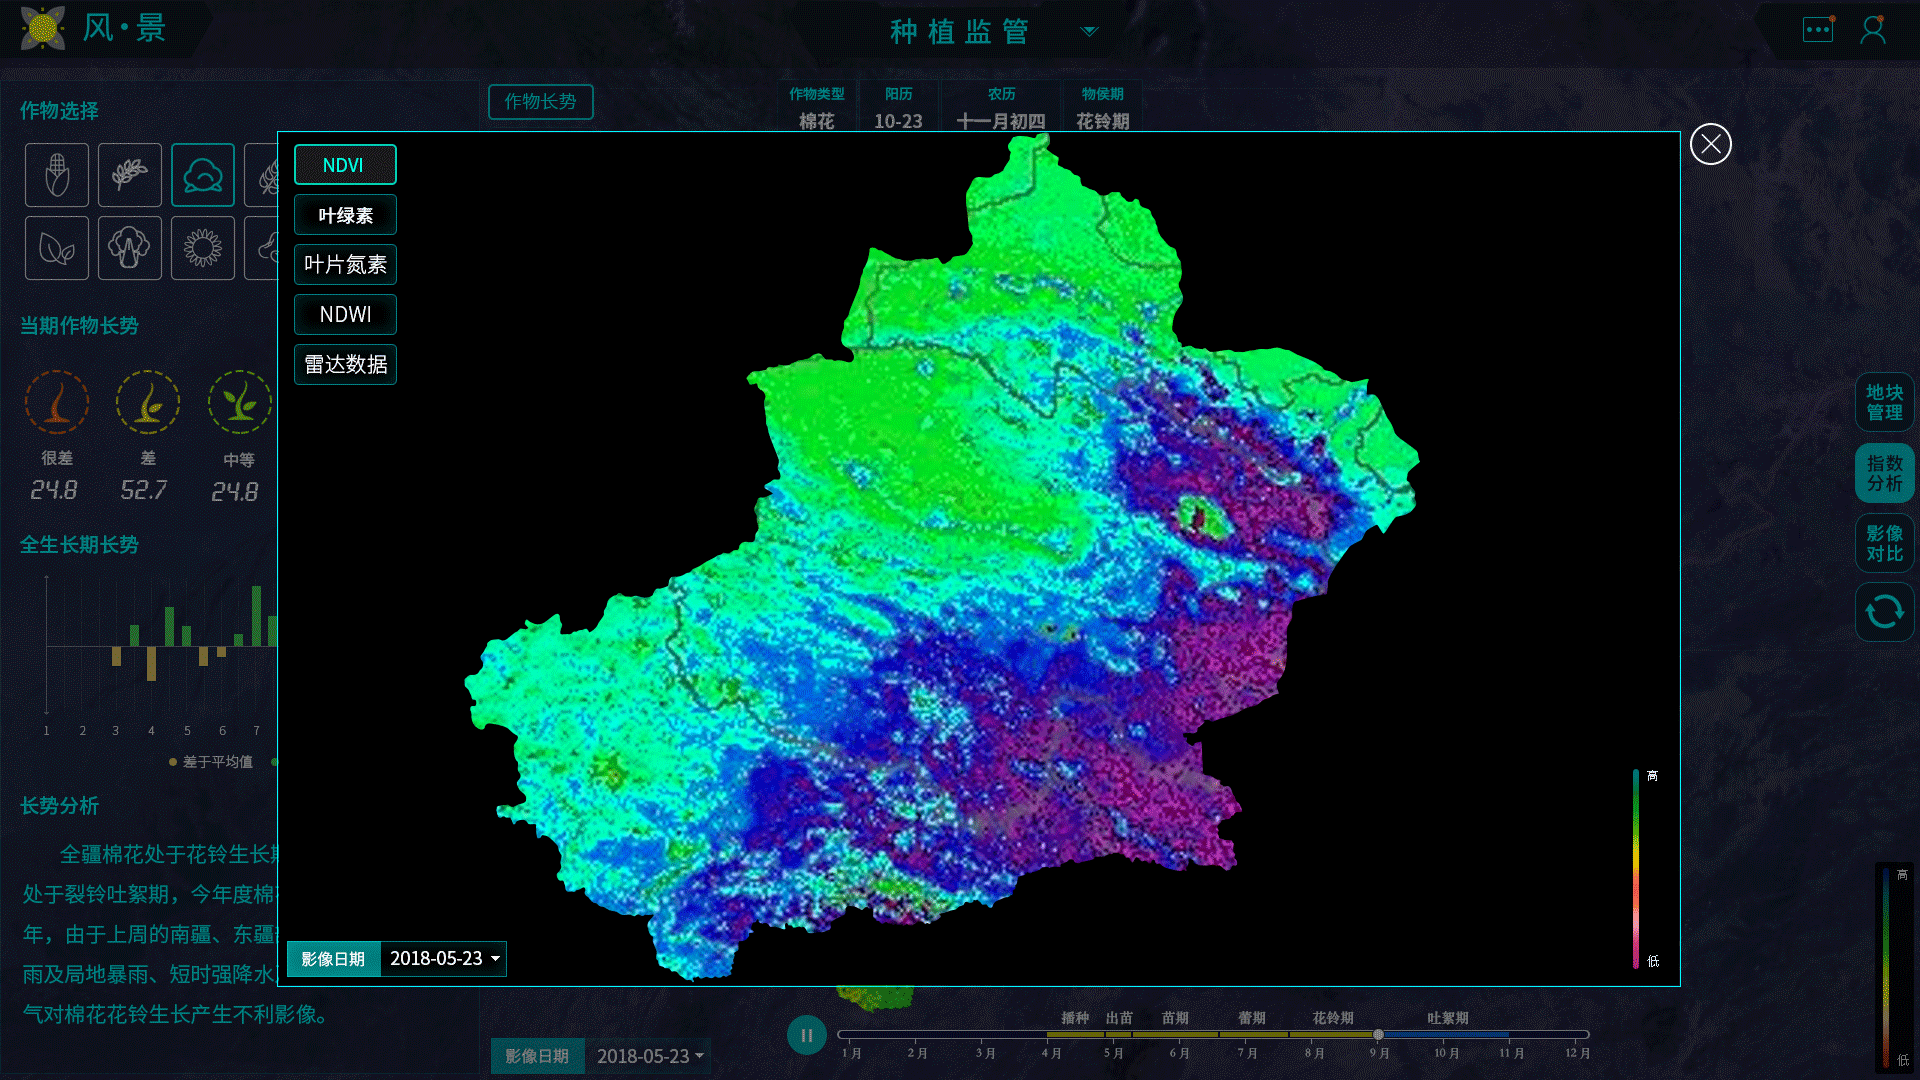 风·景
种植监管
作物选择
作物长势
作物类型
棉花
阳历
10-23
农历
十一月初四
物侯期
花铃期
NDVI
叶绿素
叶片氮素
NDWI
雷达数据
当期作物长势
很差
24.8
差
52.7
中等
24.8
全生长期长势
1 2 3 4 5 6 7
差于平均值
长势分析
全疆棉花处于花铃生长
处于裂铃吐絮期，今年度棉
年，由于上周的南疆、东疆
雨及局地暴雨、短时强降水
气对棉花花铃生长产生不利影像。
影像日期 2018-05-23
高
低
地块
管理
指数
分析
影像
对比
高
低
影像日期 2018-05-23
播种 出苗 苗期 蕾期 花铃期 吐絮期
1月 2月 3月 4月 5月 6月 7月 8月 9月 10月 11月 12月